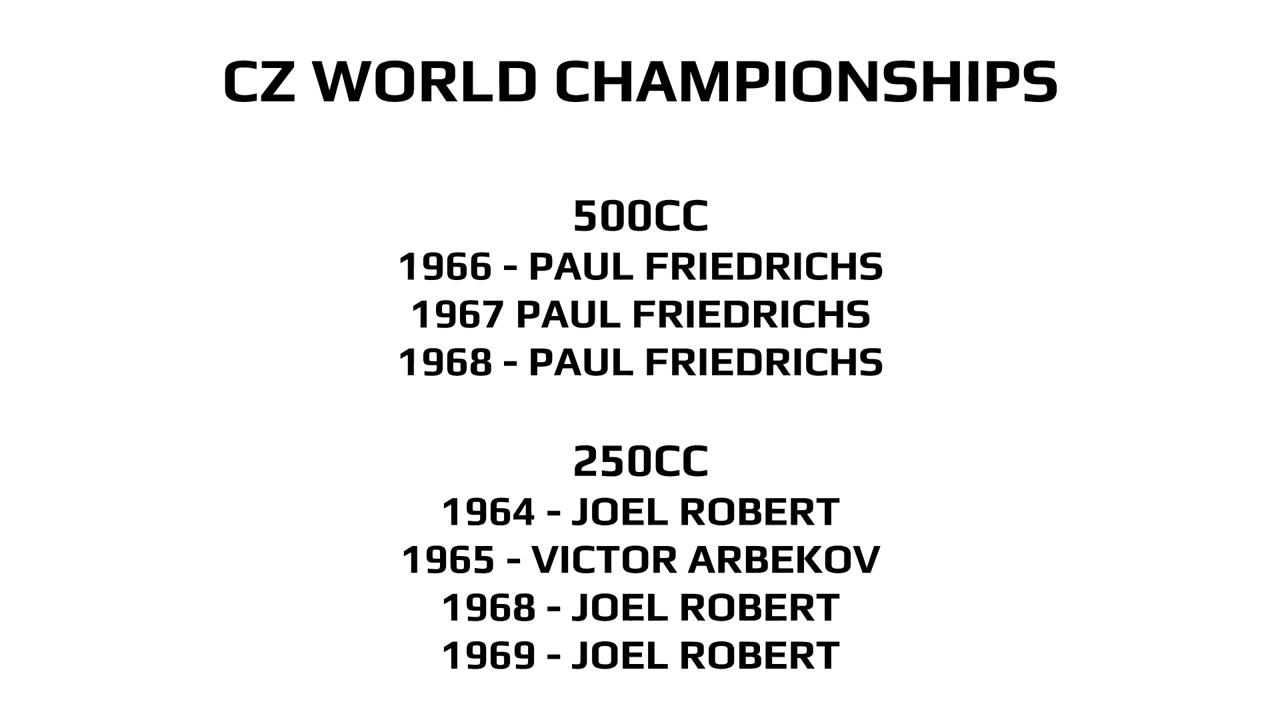 CZ WORLD CHAMPIONSHIPS
500CC
1966 - PAUL FRIEDRICHS
1967 PAUL FRIEDRICHS
1968 - PAUL FRIEDRICHS
250CC
1964 - JOEL ROBERT
1965 - VICTOR ARBEKOV
1968 - JOEL ROBERT
1969 - JOEL ROBERT